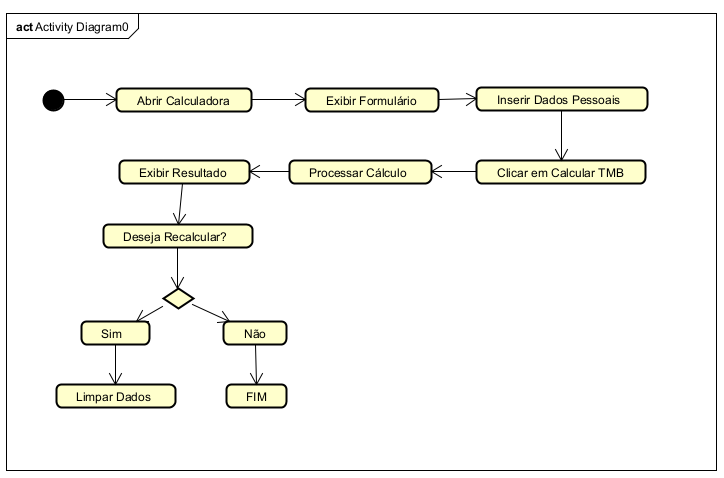 act Activity Diagram0
Abrir Calculadora
Exibir Formulário
Inserir Dados Pessoais
Clicar em Calcular TMB
Processar Cálculo
Exibir Resultado
Deseja Recalcular?
Sim
Não
Limpar Dados
FIM